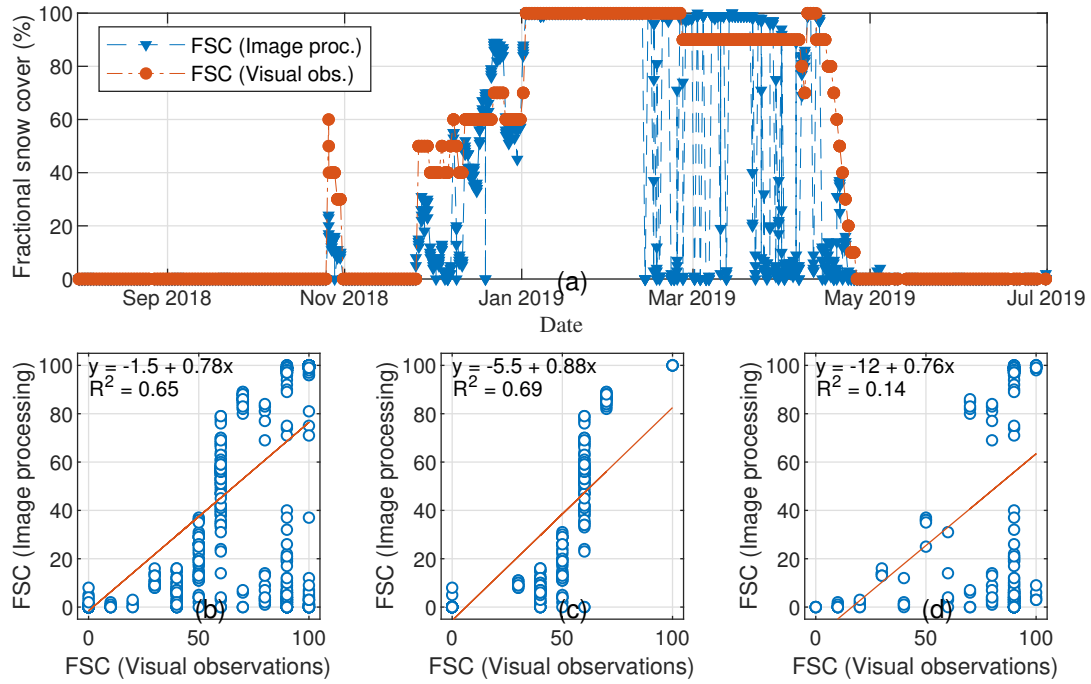 100
80
60
40
20
0
Fractional snow cover (%)
FSC (Image proc.)
FSC (Visual obs.)
Sep 2018
Nov 2018
Jan 2019
Mar 2019
May 2019
Jul 2019
(a)
Date
100
80
60
40
20
0
FSC (Image processing)
y = -1.5 + 0.78x
R² = 0.65
(b)
0
50
100
FSC (Visual observations)
100
80
60
40
20
0
FSC (Image processing)
y = -5.5 + 0.88x
R² = 0.69
(c)
0
50
100
FSC (Visual observations)
100
80
60
40
20
0
FSC (Image processing)
y = -12 + 0.76x
R² = 0.14
(d)
0
50
100
FSC (Visual observations)